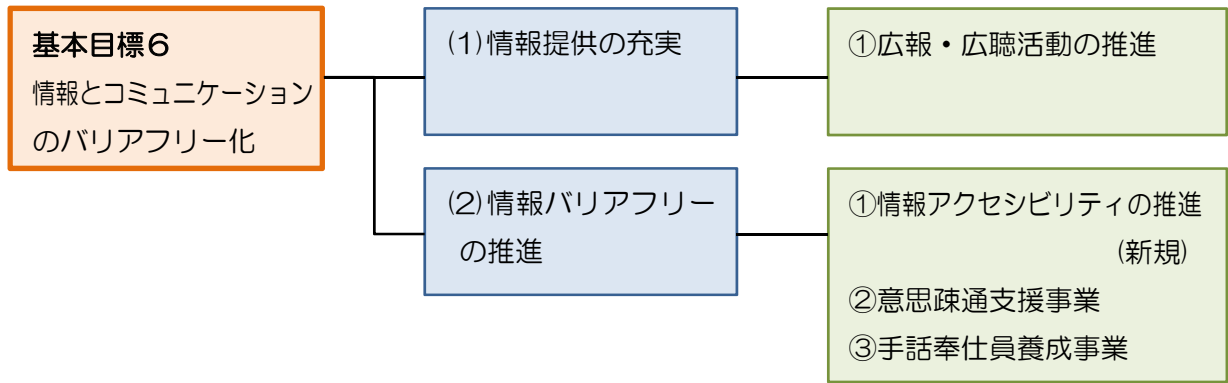 基本目標6
情報とコミュニケーション
のバリアフリー化
(1)情報提供の充実
①広報・広聴活動の推進
(2)情報バリアフリー
の推進
①情報アクセシビリティの推進
(新規)
②意思疎通支援事業
③手話奉仕員養成事業